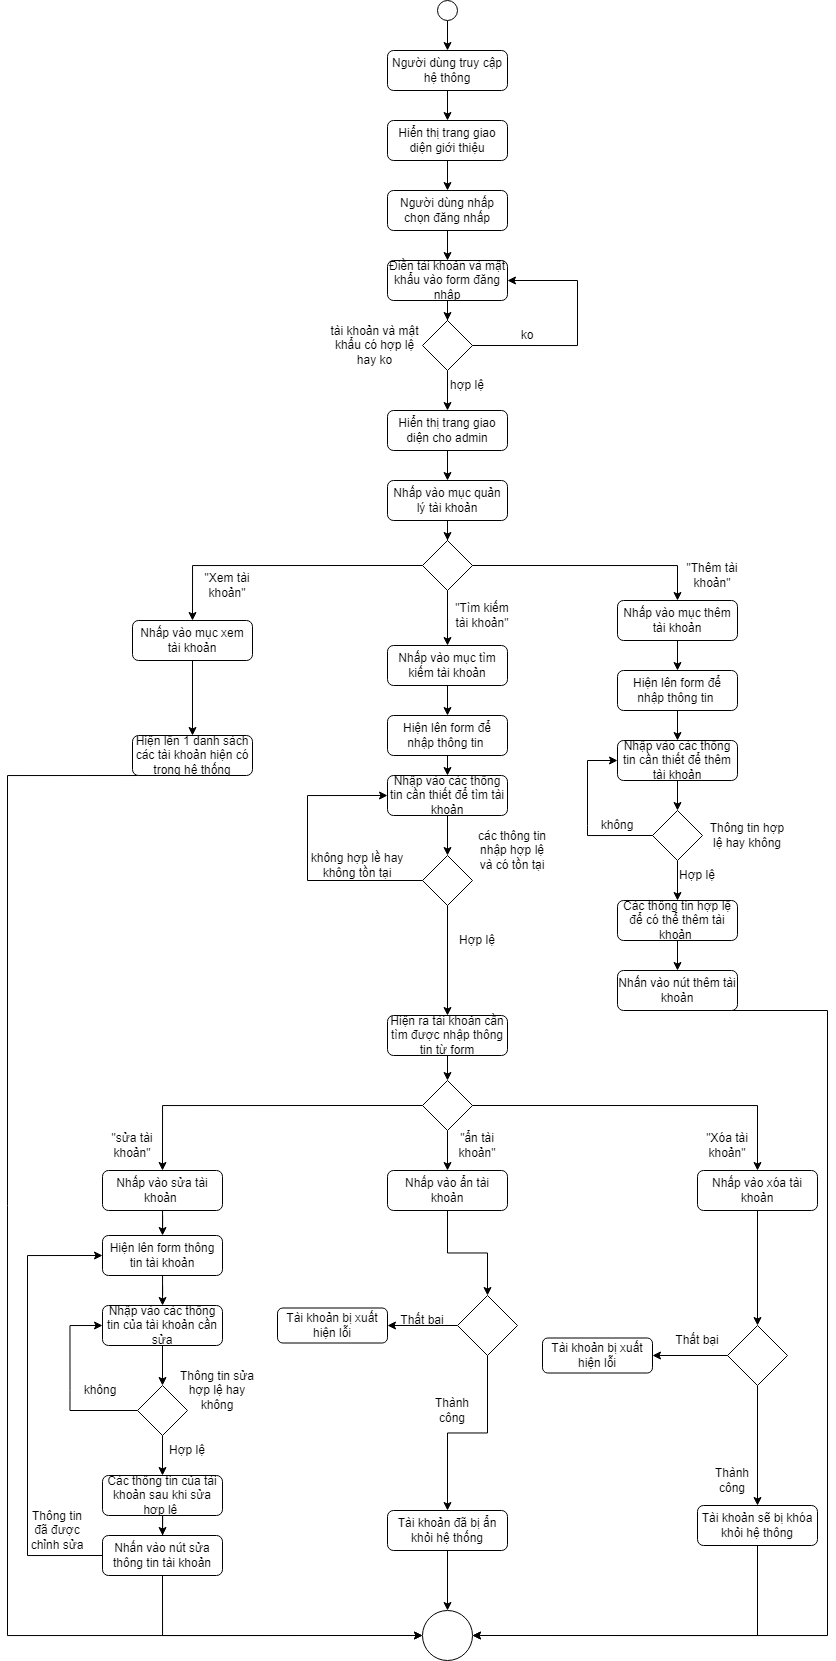 Người dùng truy cập
hệ thống
Hiển thị trang giao
diện giới thiệu
Người dùng nhấp
chọn đăng nhấp
Điền tài khoản và mật
khẩu vào form đăng
nhập
tài khoản và mật
khẩu có hợp lệ
hay ko
ko
hợp lệ
Hiển thị trang giao
diện cho admin
Nhấp vào mục quản
lý tài khoản
"Xem tài
khoản"
"Tìm kiếm
tài khoản"
"Thêm tài
khoản"
Nhấp vào mục xem
tài khoản
Nhấp vào mục tìm
kiếm tài khoản
Nhấp vào mục thêm
tài khoản
Hiện lên 1 danh sách
các tài khoản hiện có
trong hệ thống
Hiện lên form để
nhập thông tin
Hiện lên form để
nhập thông tin
Nhập vào các thông
tin cần thiết để tìm tài
khoản
Nhập vào các thông
tin cần thiết để thêm
tài khoản
không hợp lề hay
không tồn tại
các thông tin
nhập hợp lệ
và có tồn tại
không
Thông tin hợp
lệ hay không
Hợp lệ
Hợp lệ
Các thông tin hợp lệ
để có thể thêm tài
khoản
Nhấn vào nút thêm tài
khoản
Hiện ra tài khoản cần
tìm được nhập thông
tin từ form
"sửa tài
khoản"
"ẩn tài
khoản"
"Xóa tài
khoản"
Nhấp vào sửa tài
khoản
Nhấp vào ẩn tài
khoản
Nhấp vào xóa tài
khoản
Hiện lên form thông
tin tài khoản
Nhập vào các thông
tin của tài khoản cần
sửa
Tài khoản bị xuất
hiện lỗi
Thất bại
Tài khoản bị xuất
hiện lỗi
Thất bại
không
Thông tin sửa
hợp lệ hay
không
Thành
công
Hợp lệ
Thành
công
Các thông tin của tài
khoản sau khi sửa
hợp lệ
Thông tin
đã được
chỉnh sửa
Nhấn vào nút sửa
thông tin tài khoản
Tài khoản đã bị ẩn
khỏi hệ thống
Tài khoản sẽ bị khóa
khỏi hệ thông